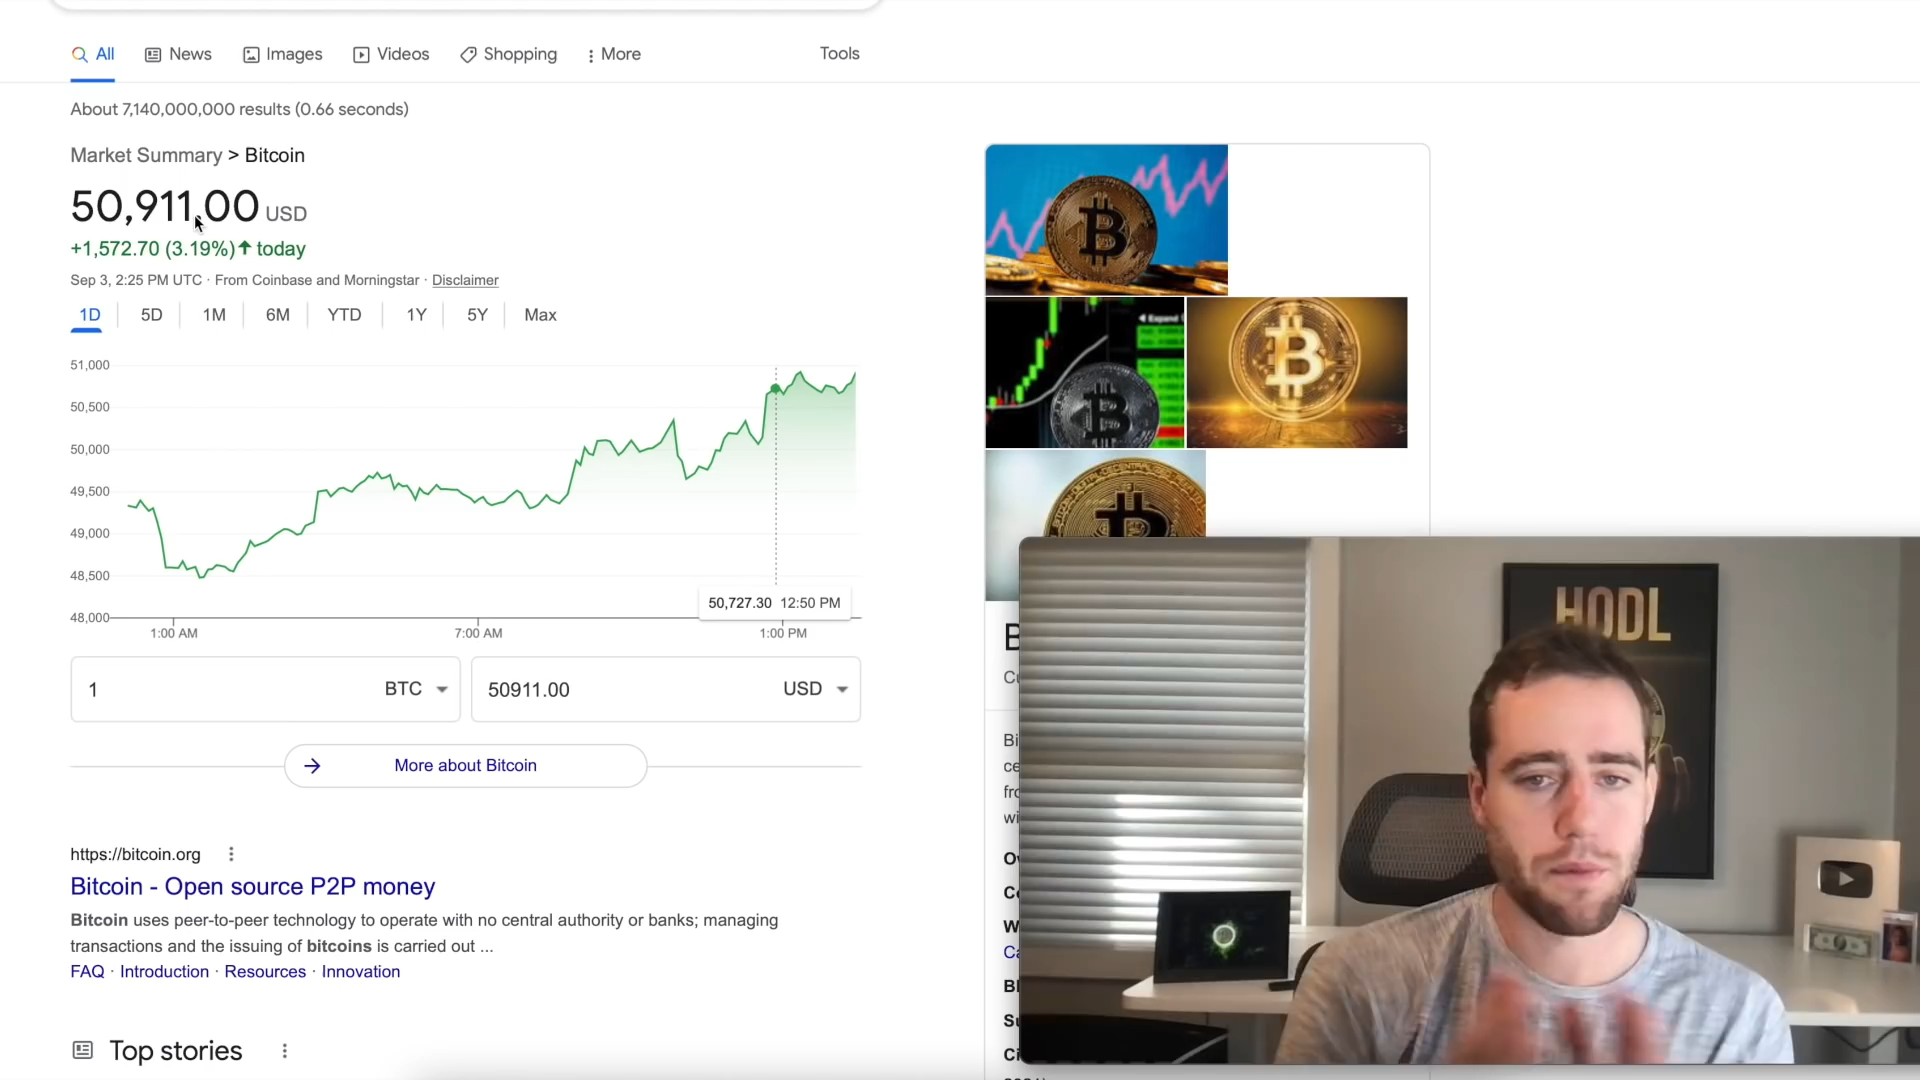 All News Images Videos Shopping More Tools
About 7,140,000,000 results (0.66 seconds)
Market Summary > Bitcoin
50,911.00 USD
+1,572.70 (3.19%) ↑ today
Sep 3, 2:25 PM UTC · From Coinbase and Morningstar · Disclaimer
1D 5D 1M 6M YTD 1Y 5Y Max
51,000
50,500
50,000
49,500
49,000
48,500
48,000
50,727.30 12:50 PM
1:00 AM 7:00 AM 1:00 PM
1 BTC 50911.00 USD
More about Bitcoin
https://bitcoin.org
Bitcoin - Open source P2P money
Bitcoin uses peer-to-peer technology to operate with no central authority or banks; managing
transactions and the issuing of bitcoins is carried out ...
FAQ · Introduction · Resources · Innovation
Top stories
Expand
HODL